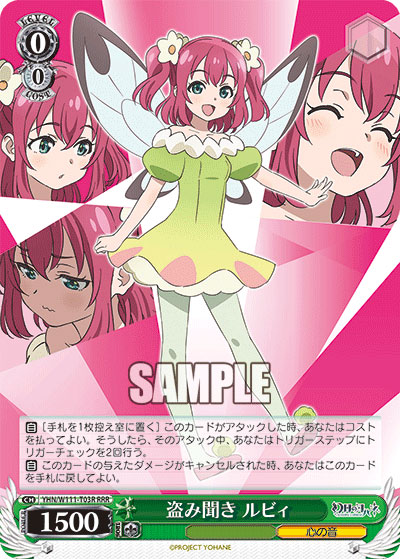 LEVEL
0
0
COST
SAMPLE
自［手札を1枚控え室に置く］このカードがアタックした時、あなたはコスト
を払ってよい。そうしたら、そのアタック中、あなたはトリガーステップにト
リガーチェックを2回行う。
自 このカードの与えたダメージがキャンセルされた時、あなたはこのカード
を手札に戻してよい。
CH YHN/W111-T03R RRR
1500
盗み聞き ルビィ
心の音
©PROJECT YOHANE